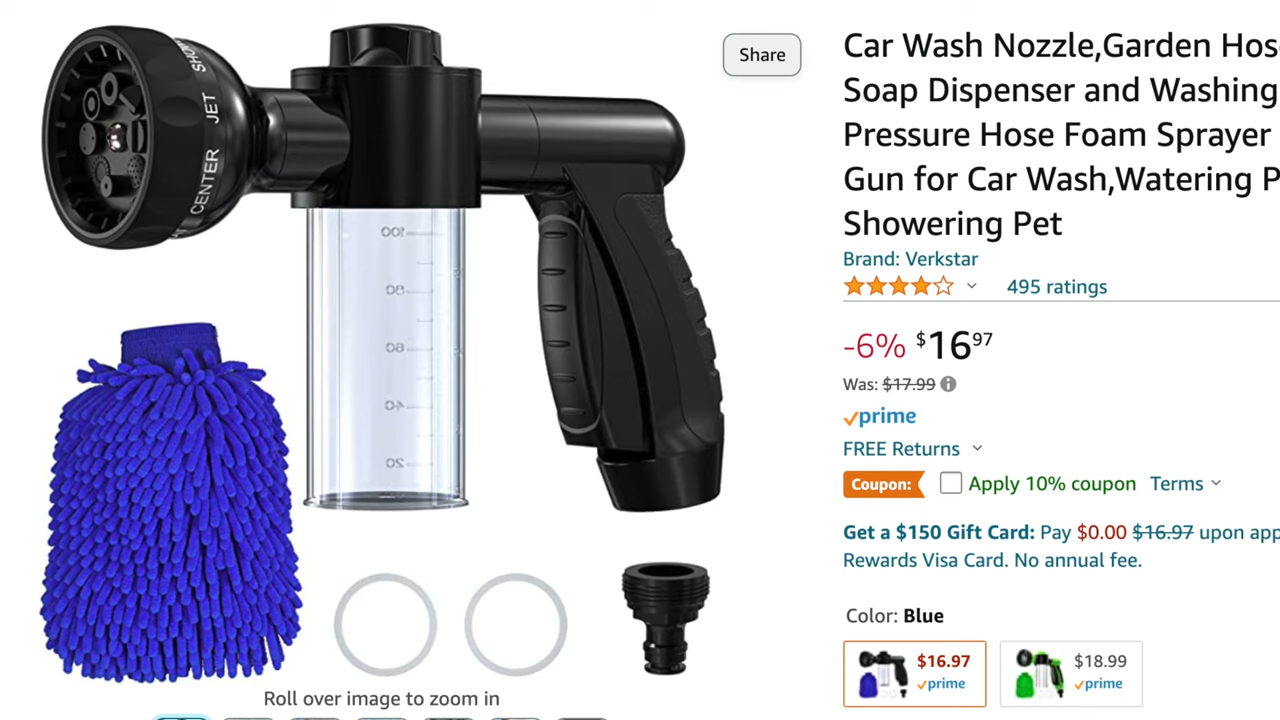 SHOW
JET
CENTER
100
80
60
40
20
Share
Car Wash Nozzle,Garden Hos
Soap Dispenser and Washing
Pressure Hose Foam Sprayer
Gun for Car Wash,Watering P
Showering Pet
Brand: Verkstar
495 ratings
-6% $16 97
Was: $17.99
prime
FREE Returns
Coupon: Apply 10% coupon Terms
Get a $150 Gift Card: Pay $0.00 $16.97 upon app
Rewards Visa Card. No annual fee.
Color: Blue
$16.97
prime
$18.99
prime
Roll over image to zoom in